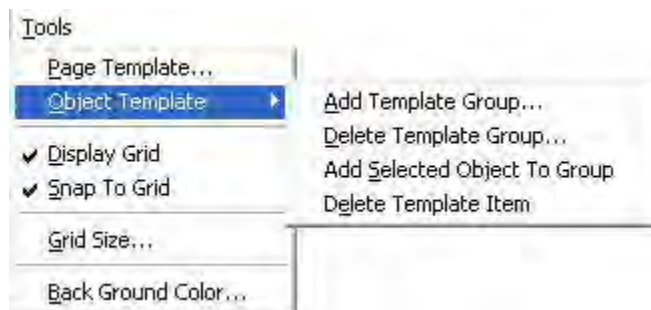 Tools
Page Template...
Object Template
Display Grid
Snap To Grid
Grid Size...
Back Ground Color...
Add Template Group...
Delete Template Group...
Add Selected Object To Group
Delete Template Item